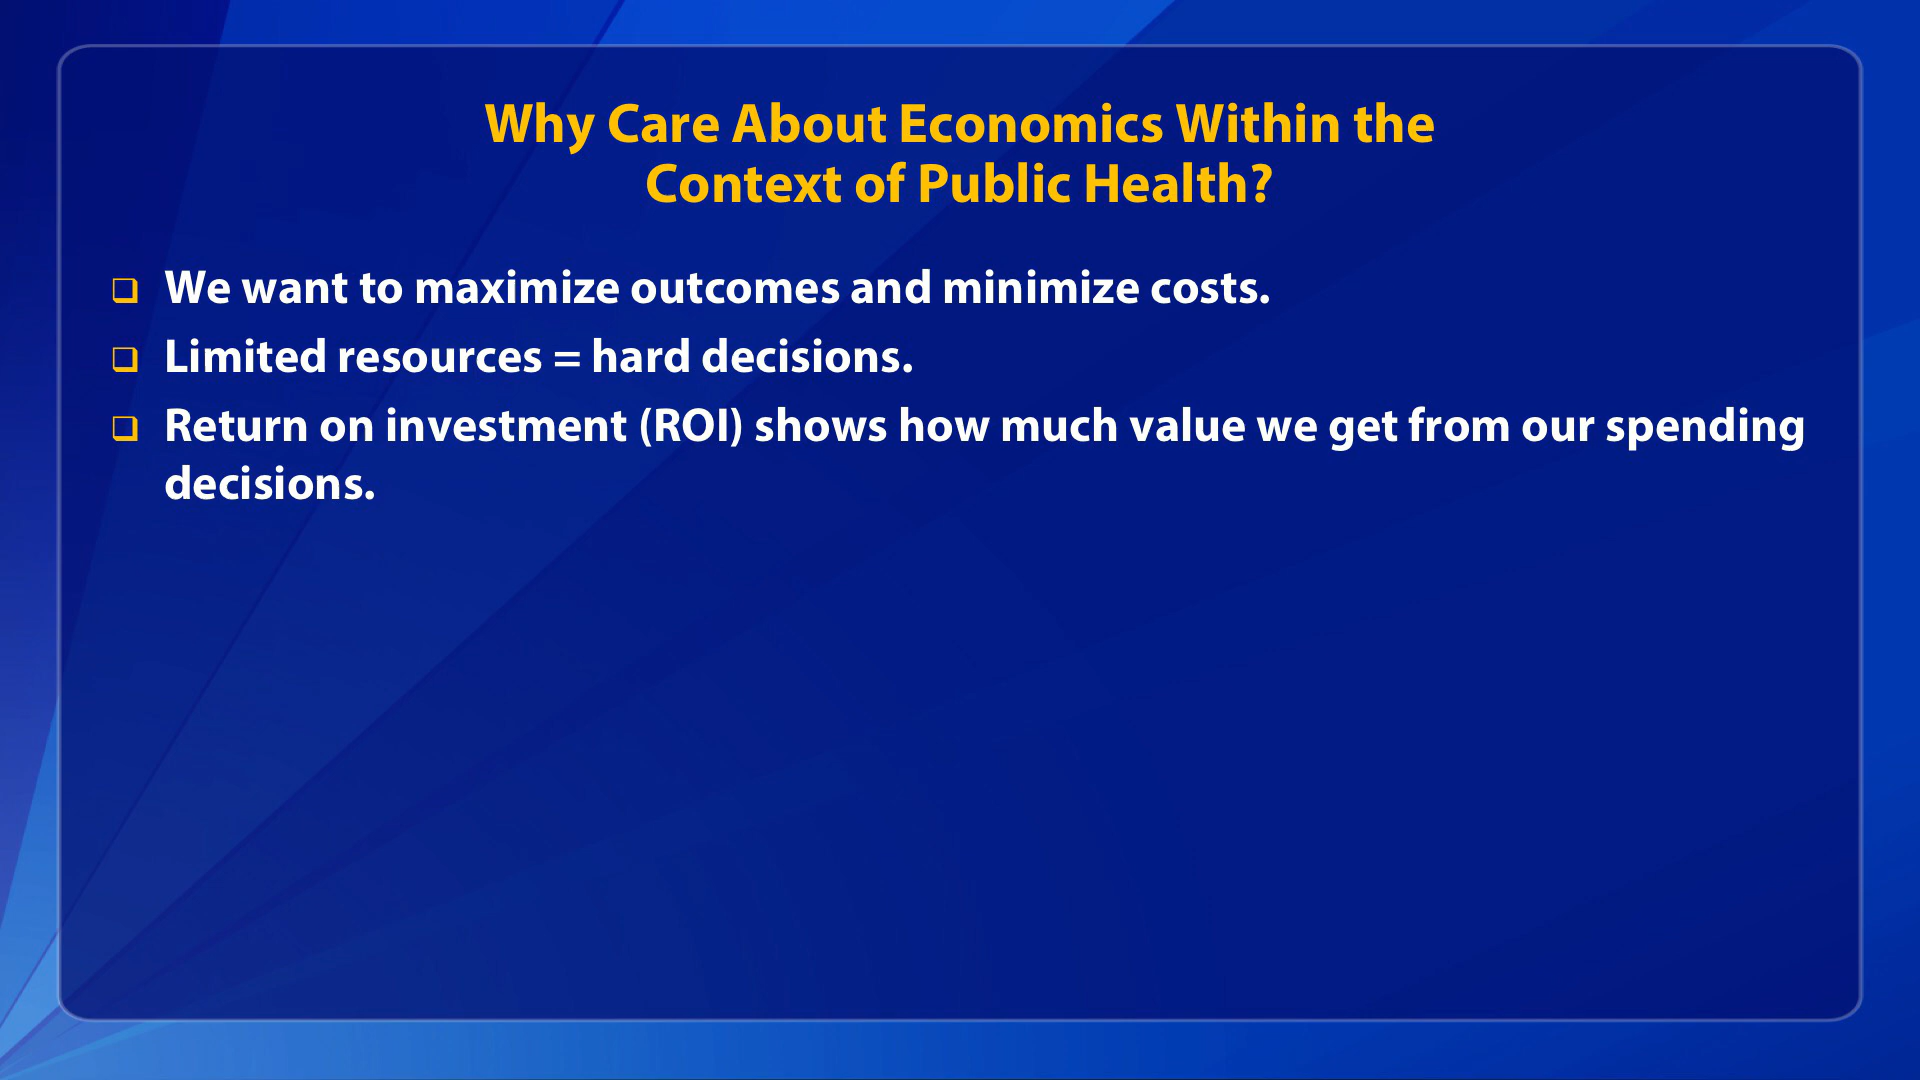 Why Care About Economics Within the
Context of Public Health?
❑ We want to maximize outcomes and minimize costs.
❑ Limited resources = hard decisions.
❑ Return on investment (ROI) shows how much value we get from our spending
decisions.